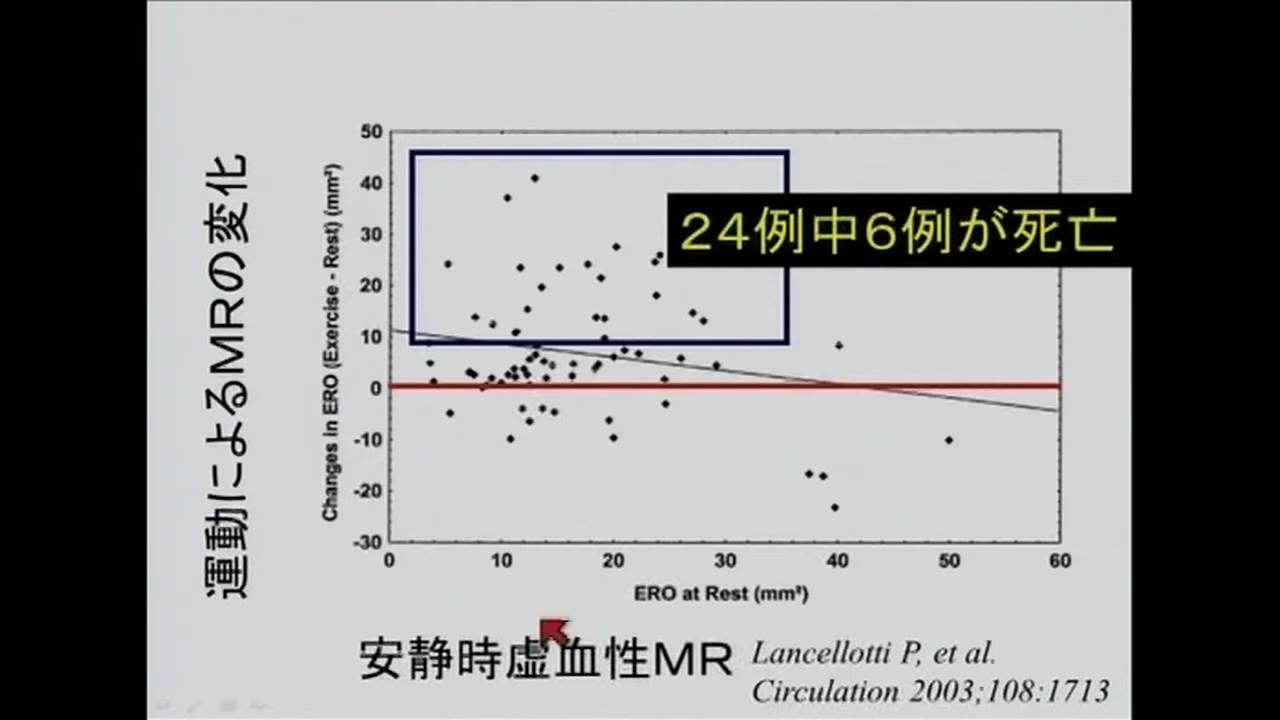 運動によるMRの変化
Changes in ERO (Exercise - Rest) (mm²)
50
40
30
20
10
0
-10
-20
-30
24例中6例が死亡
0 10 20 30 40 50 60
ERO at Rest (mm²)
安静時虚血性MR
Lancellotti P, et al.
Circulation 2003;108:1713